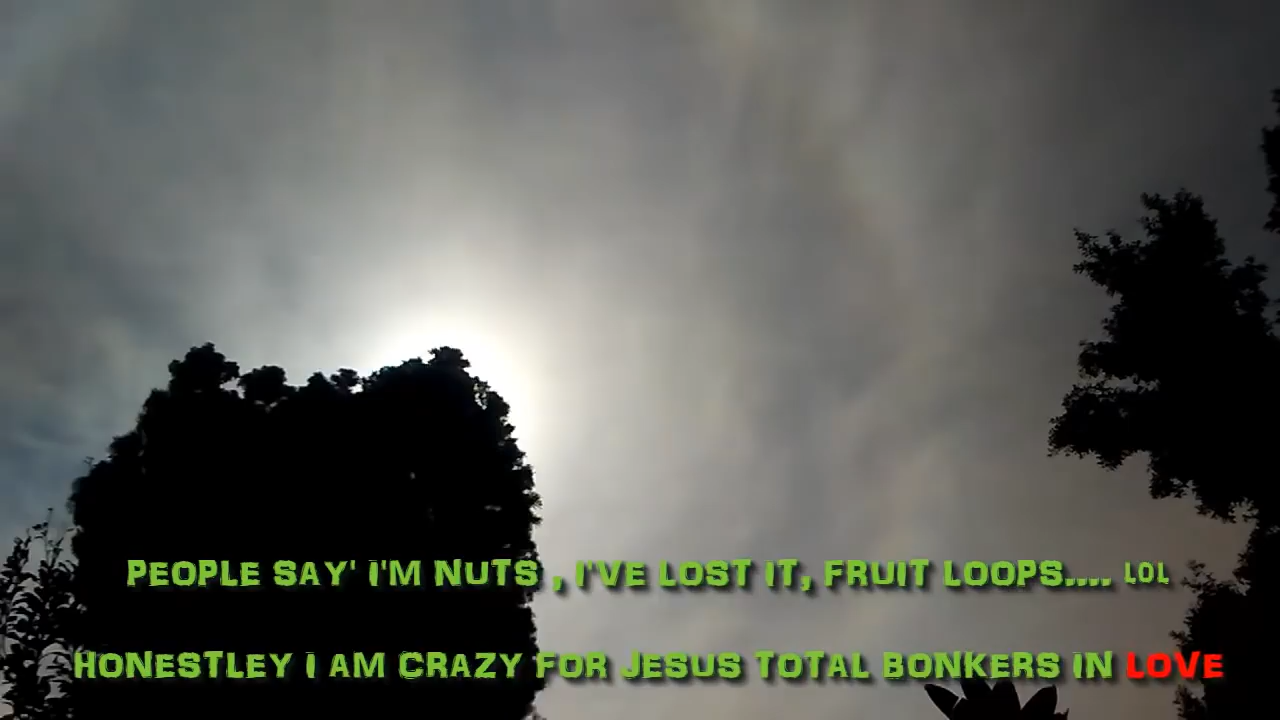 PEOPLE SAY' I'M NUTS , I'VE LOST IT, FRUIT LOOPS.... LOL
HONESTLEY I AM CRAZY FOR JESUS TOTAL BONKERS IN LOVE